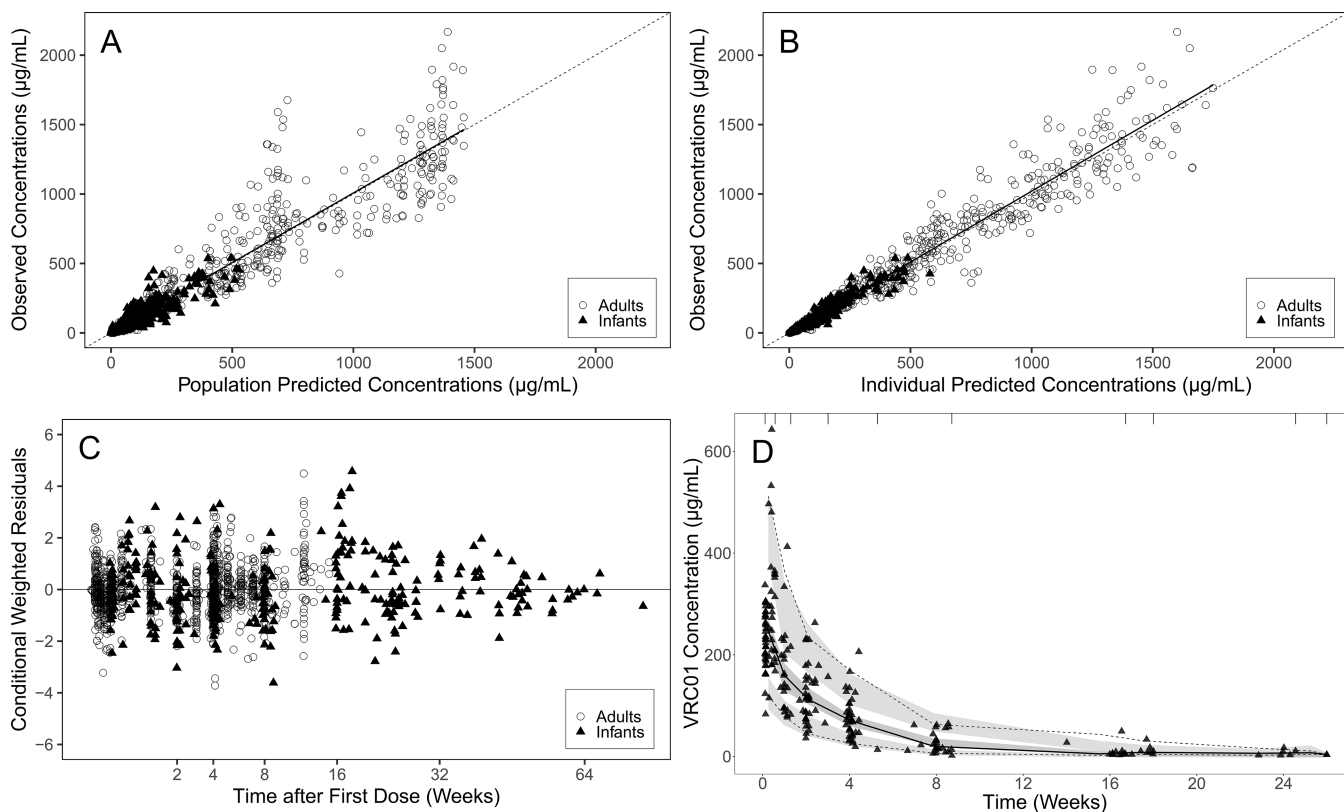 A
Observed Concentrations (µg/mL)
2000
1500
1000
500
0
Adults
Infants
0 500 1000 1500 2000
Population Predicted Concentrations (µg/mL)
B
Observed Concentrations (µg/mL)
2000
1500
1000
500
0
Adults
Infants
0 500 1000 1500 2000
Individual Predicted Concentrations (µg/mL)
C
Conditional Weighted Residuals
6
4
2
0
−2
−4
−6
Adults
Infants
2 4 8 16 32 64
Time after First Dose (Weeks)
D
VRC01 Concentration (µg/mL)
600
400
200
0
0 4 8 12 16 20 24
Time (Weeks)